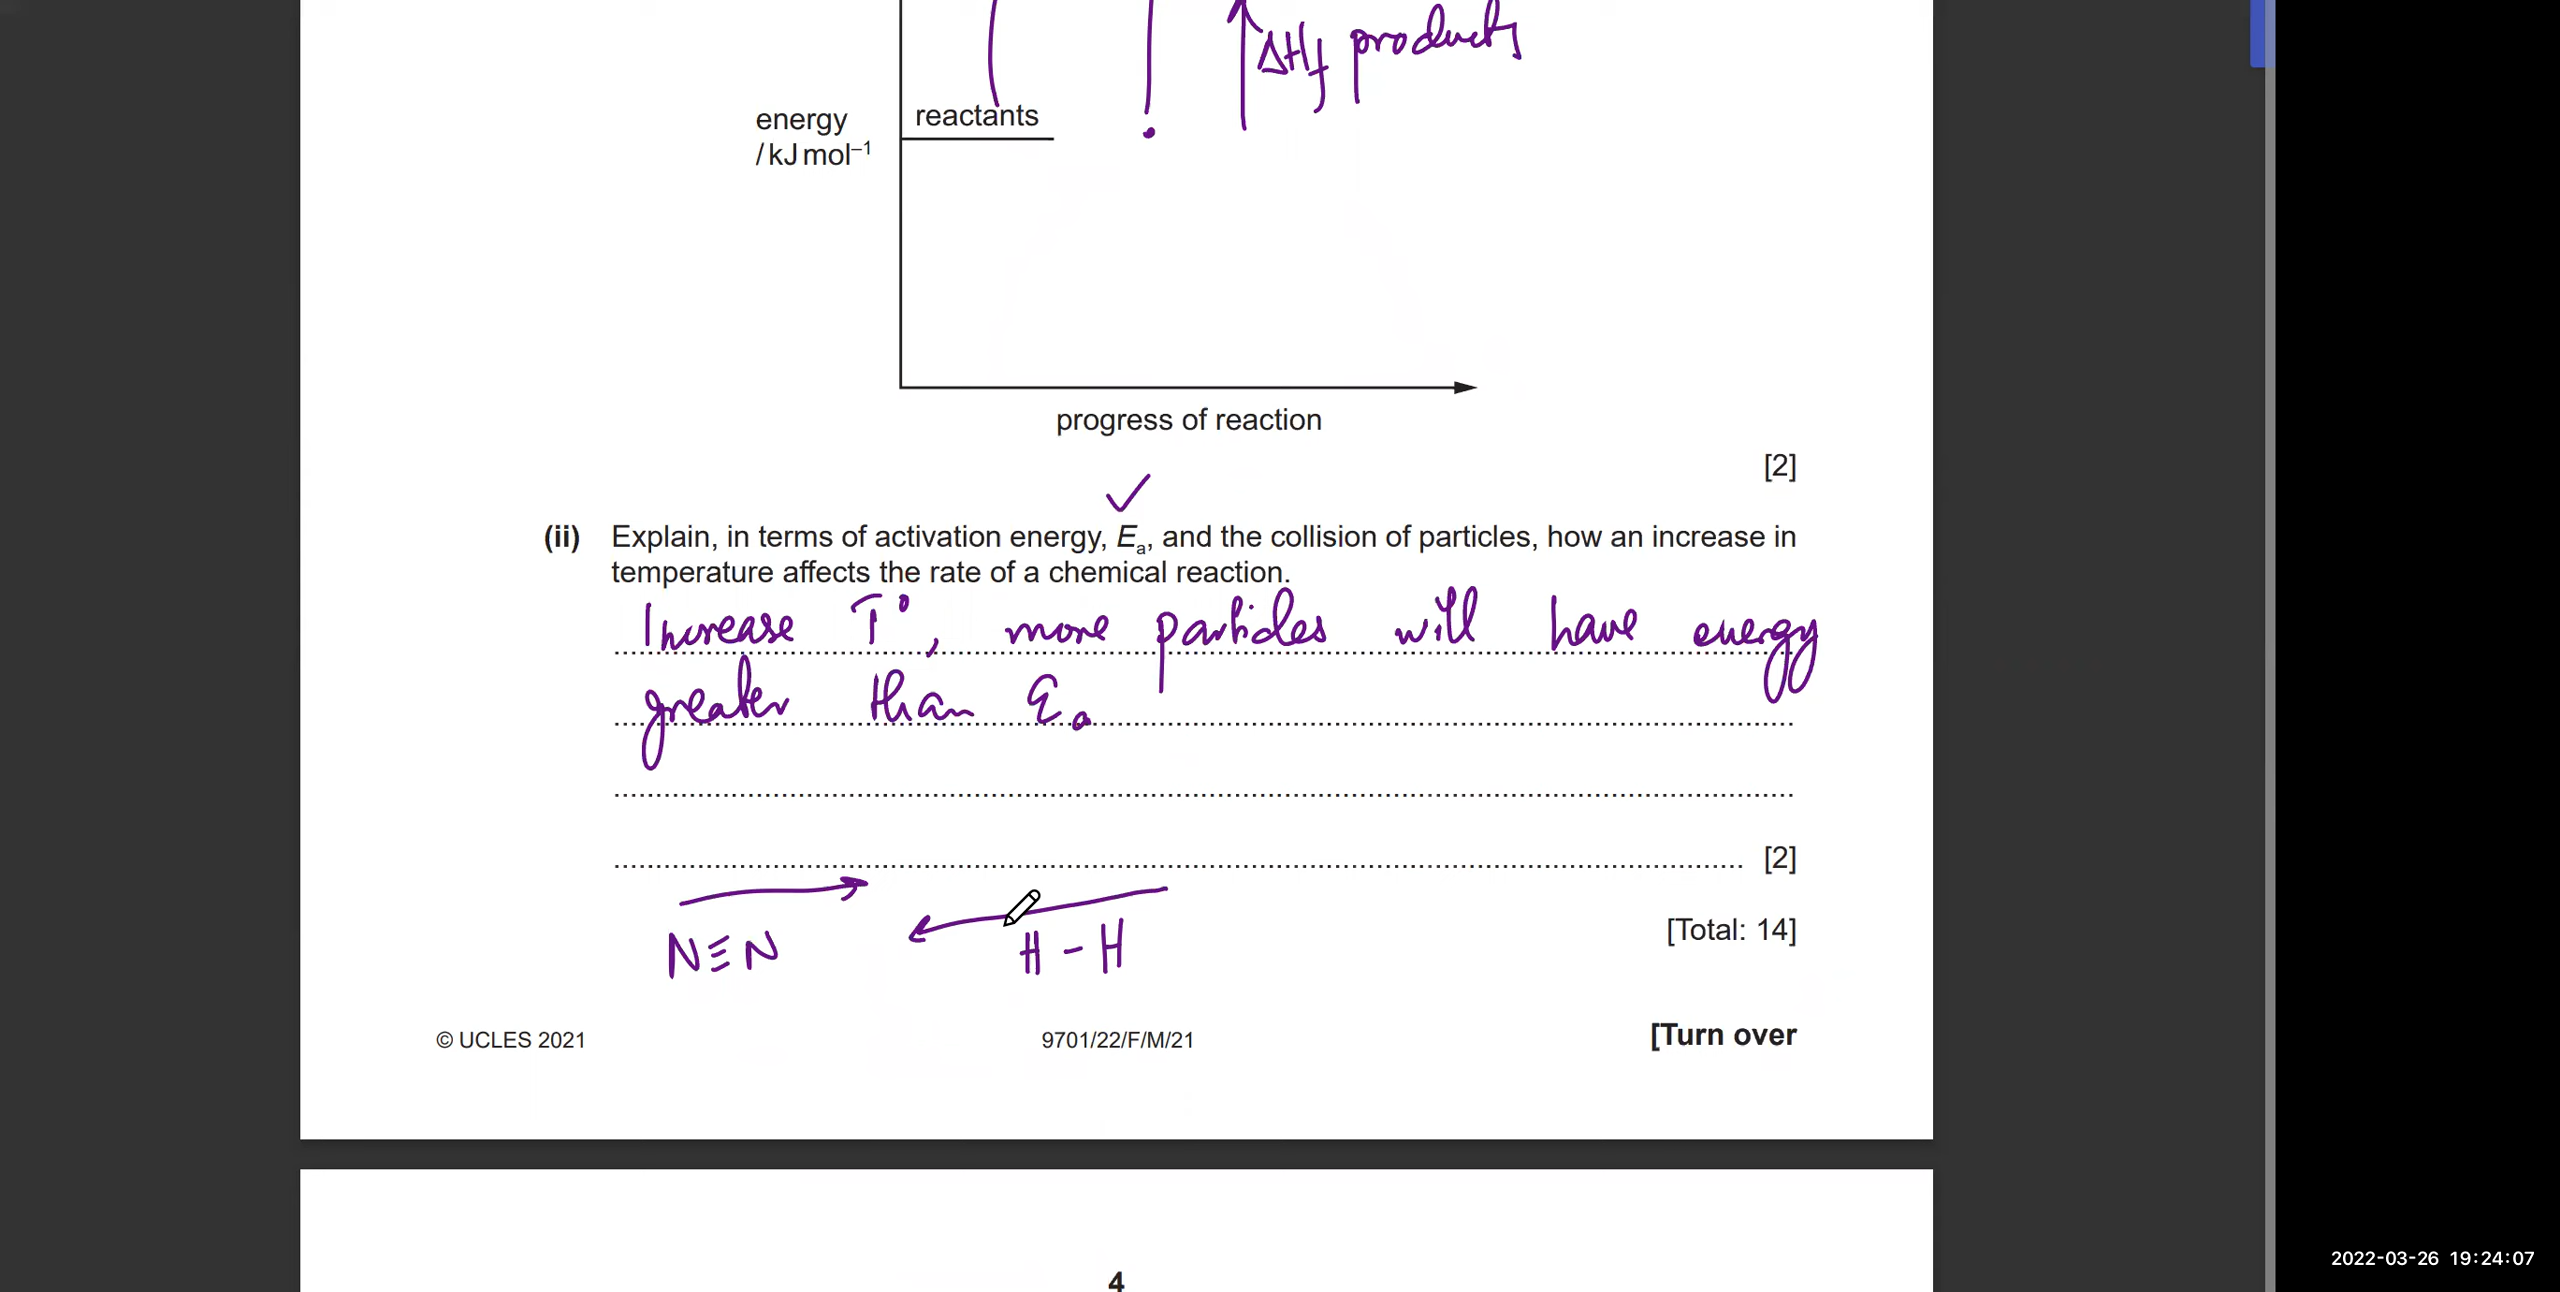 ΔHf products
energy
/ kJ mol⁻¹
reactants
progress of reaction
[2]
(ii) Explain, in terms of activation energy, Eₐ, and the collision of particles, how an increase in
temperature affects the rate of a chemical reaction.
Increase T°, more particles will have energy
greater than Eₐ
[2]
N≡N H-H
[Total: 14]
© UCLES 2021 9701/22/F/M/21 [Turn over
4
2022-03-26 19:24:07